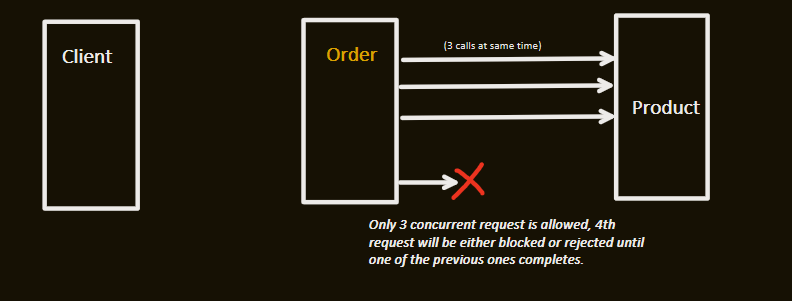 Client
Order
(3 calls at same time)
Product
Only 3 concurrent request is allowed, 4th
request will be either blocked or rejected until
one of the previous ones completes.